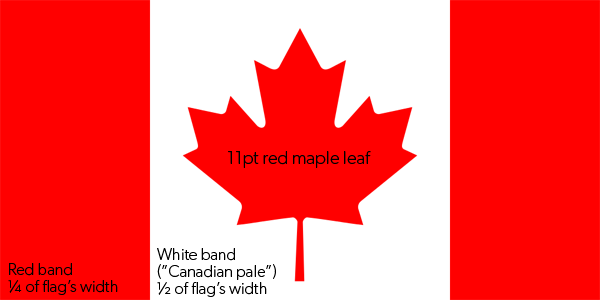 11pt red maple leaf
Red band
¼ of flag's width
White band
("Canadian pale")
½ of flag's width